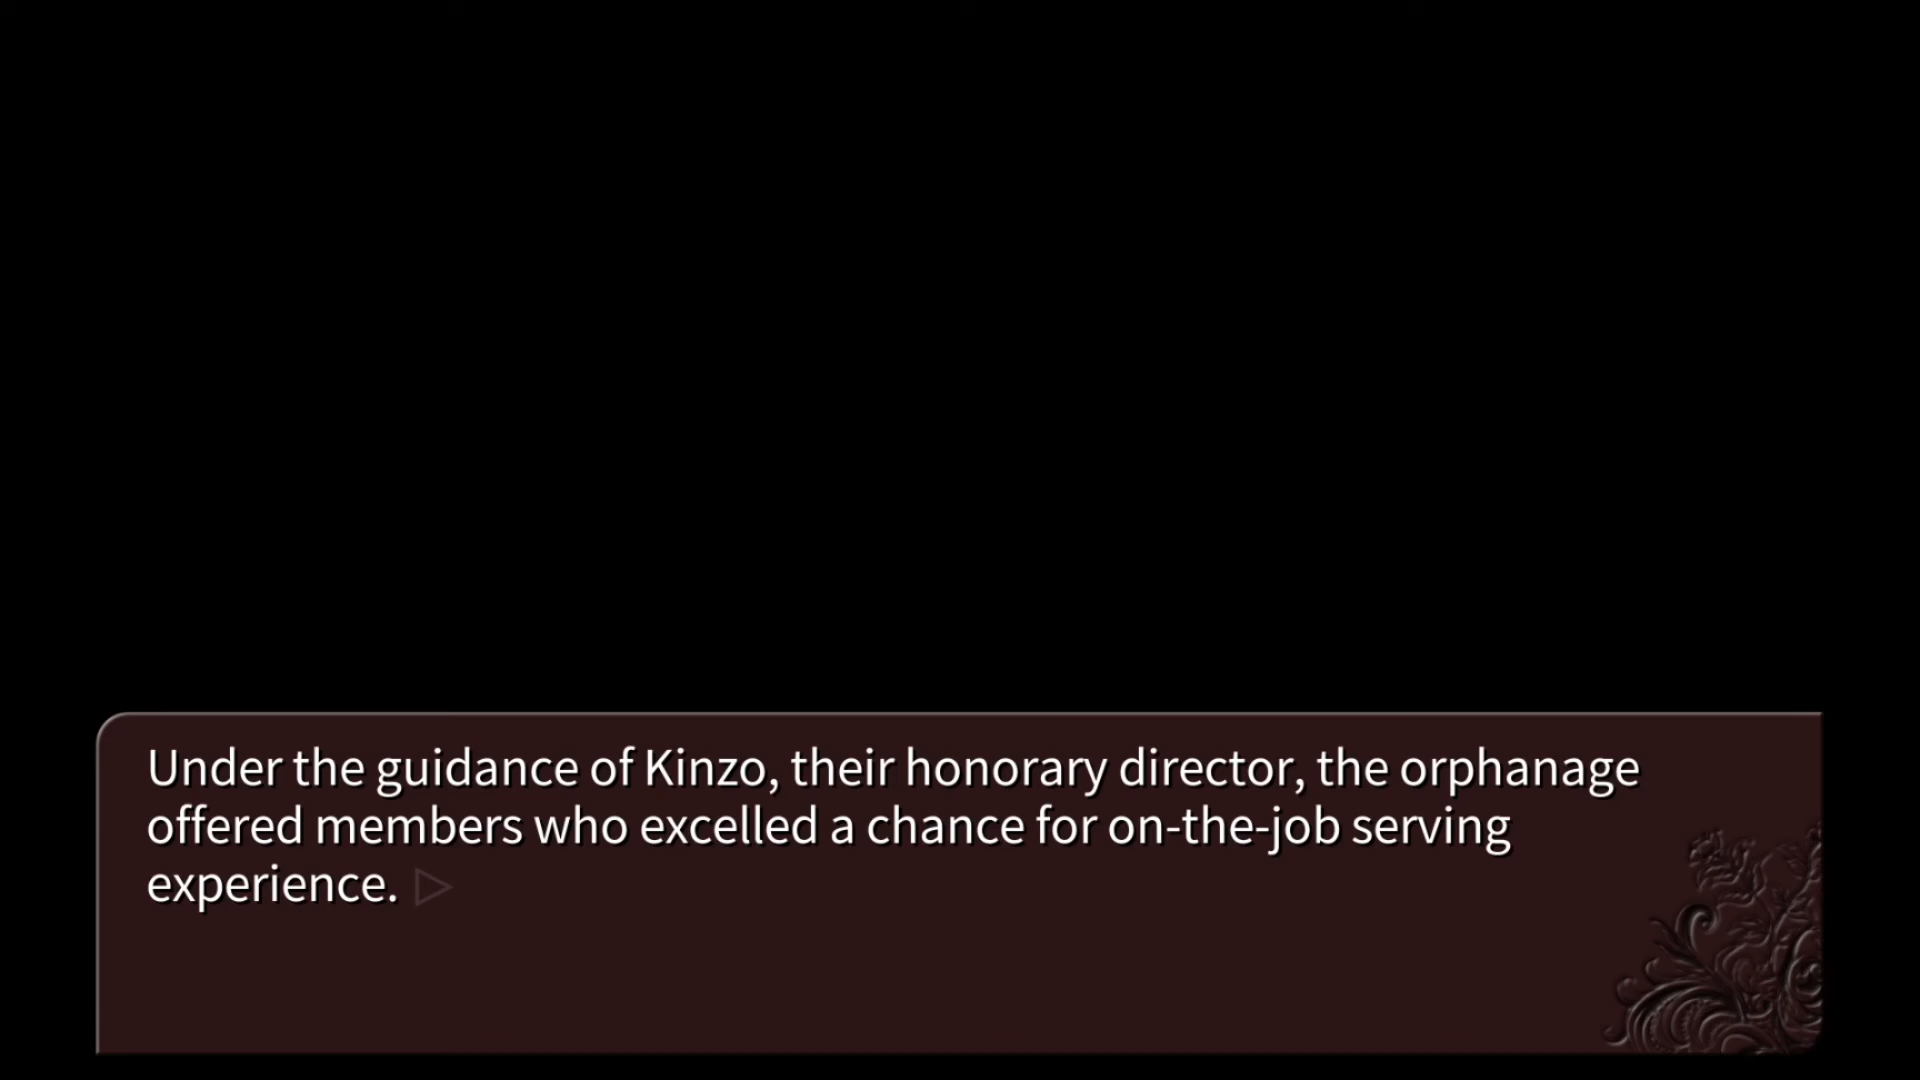 Under the guidance of Kinzo, their honorary director, the orphanage
offered members who excelled a chance for on-the-job serving
experience.